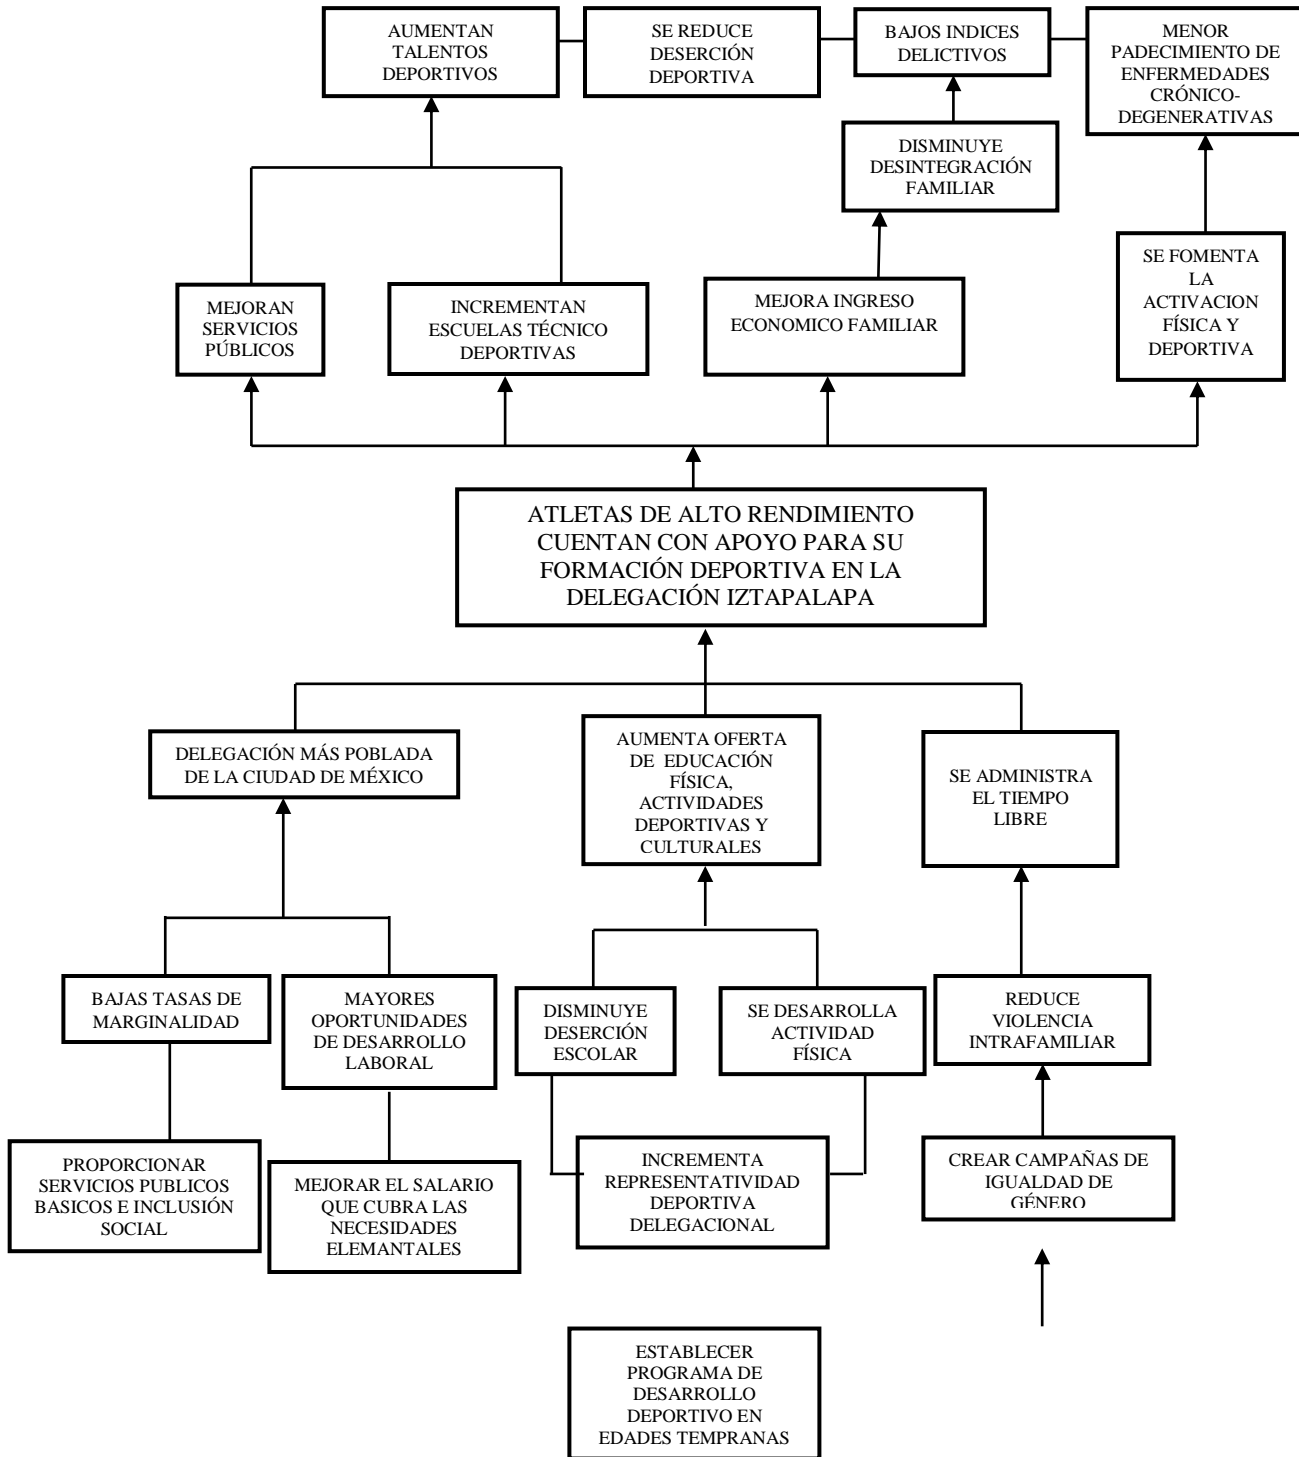 AUMENTAN
TALENTOS
DEPORTIVOS
SE REDUCE
DESERCIÓN
DEPORTIVA
BAJOS INDICES
DELICTIVOS
MENOR
PADECIMIENTO DE
ENFERMEDADES
CRÓNICO-
DEGENERATIVAS
DISMINUYE
DESINTEGRACIÓN
FAMILIAR
MEJORAN
SERVICIOS
PÚBLICOS
INCREMENTAN
ESCUELAS TÉCNICO
DEPORTIVAS
MEJORA INGRESO
ECONOMICO FAMILIAR
SE FOMENTA
LA
ACTIVACION
FÍSICA Y
DEPORTIVA
ATLETAS DE ALTO RENDIMIENTO
CUENTAN CON APOYO PARA SU
FORMACIÓN DEPORTIVA EN LA
DELEGACIÓN IZTAPALAPA
DELEGACIÓN MÁS POBLADA
DE LA CIUDAD DE MÉXICO
AUMENTA OFERTA
DE EDUCACIÓN
FÍSICA,
ACTIVIDADES
DEPORTIVAS Y
CULTURALES
SE ADMINISTRA
EL TIEMPO
LIBRE
BAJAS TASAS DE
MARGINALIDAD
MAYORES
OPORTUNIDADES
DE DESARROLLO
LABORAL
DISMINUYE
DESERCIÓN
ESCOLAR
SE DESARROLLA
ACTIVIDAD
FÍSICA
REDUCE
VIOLENCIA
INTRAFAMILIAR
PROPORCIONAR
SERVICIOS PUBLICOS
BASICOS E INCLUSIÓN
SOCIAL
MEJORAR EL SALARIO
QUE CUBRA LAS
NECESIDADES
ELEMANTALES
INCREMENTA
REPRESENTATIVIDAD
DEPORTIVA
DELEGACIONAL
CREAR CAMPAÑAS DE
IGUALDAD DE
GÉNERO
ESTABLECER
PROGRAMA DE
DESARROLLO
DEPORTIVO EN
EDADES TEMPRANAS